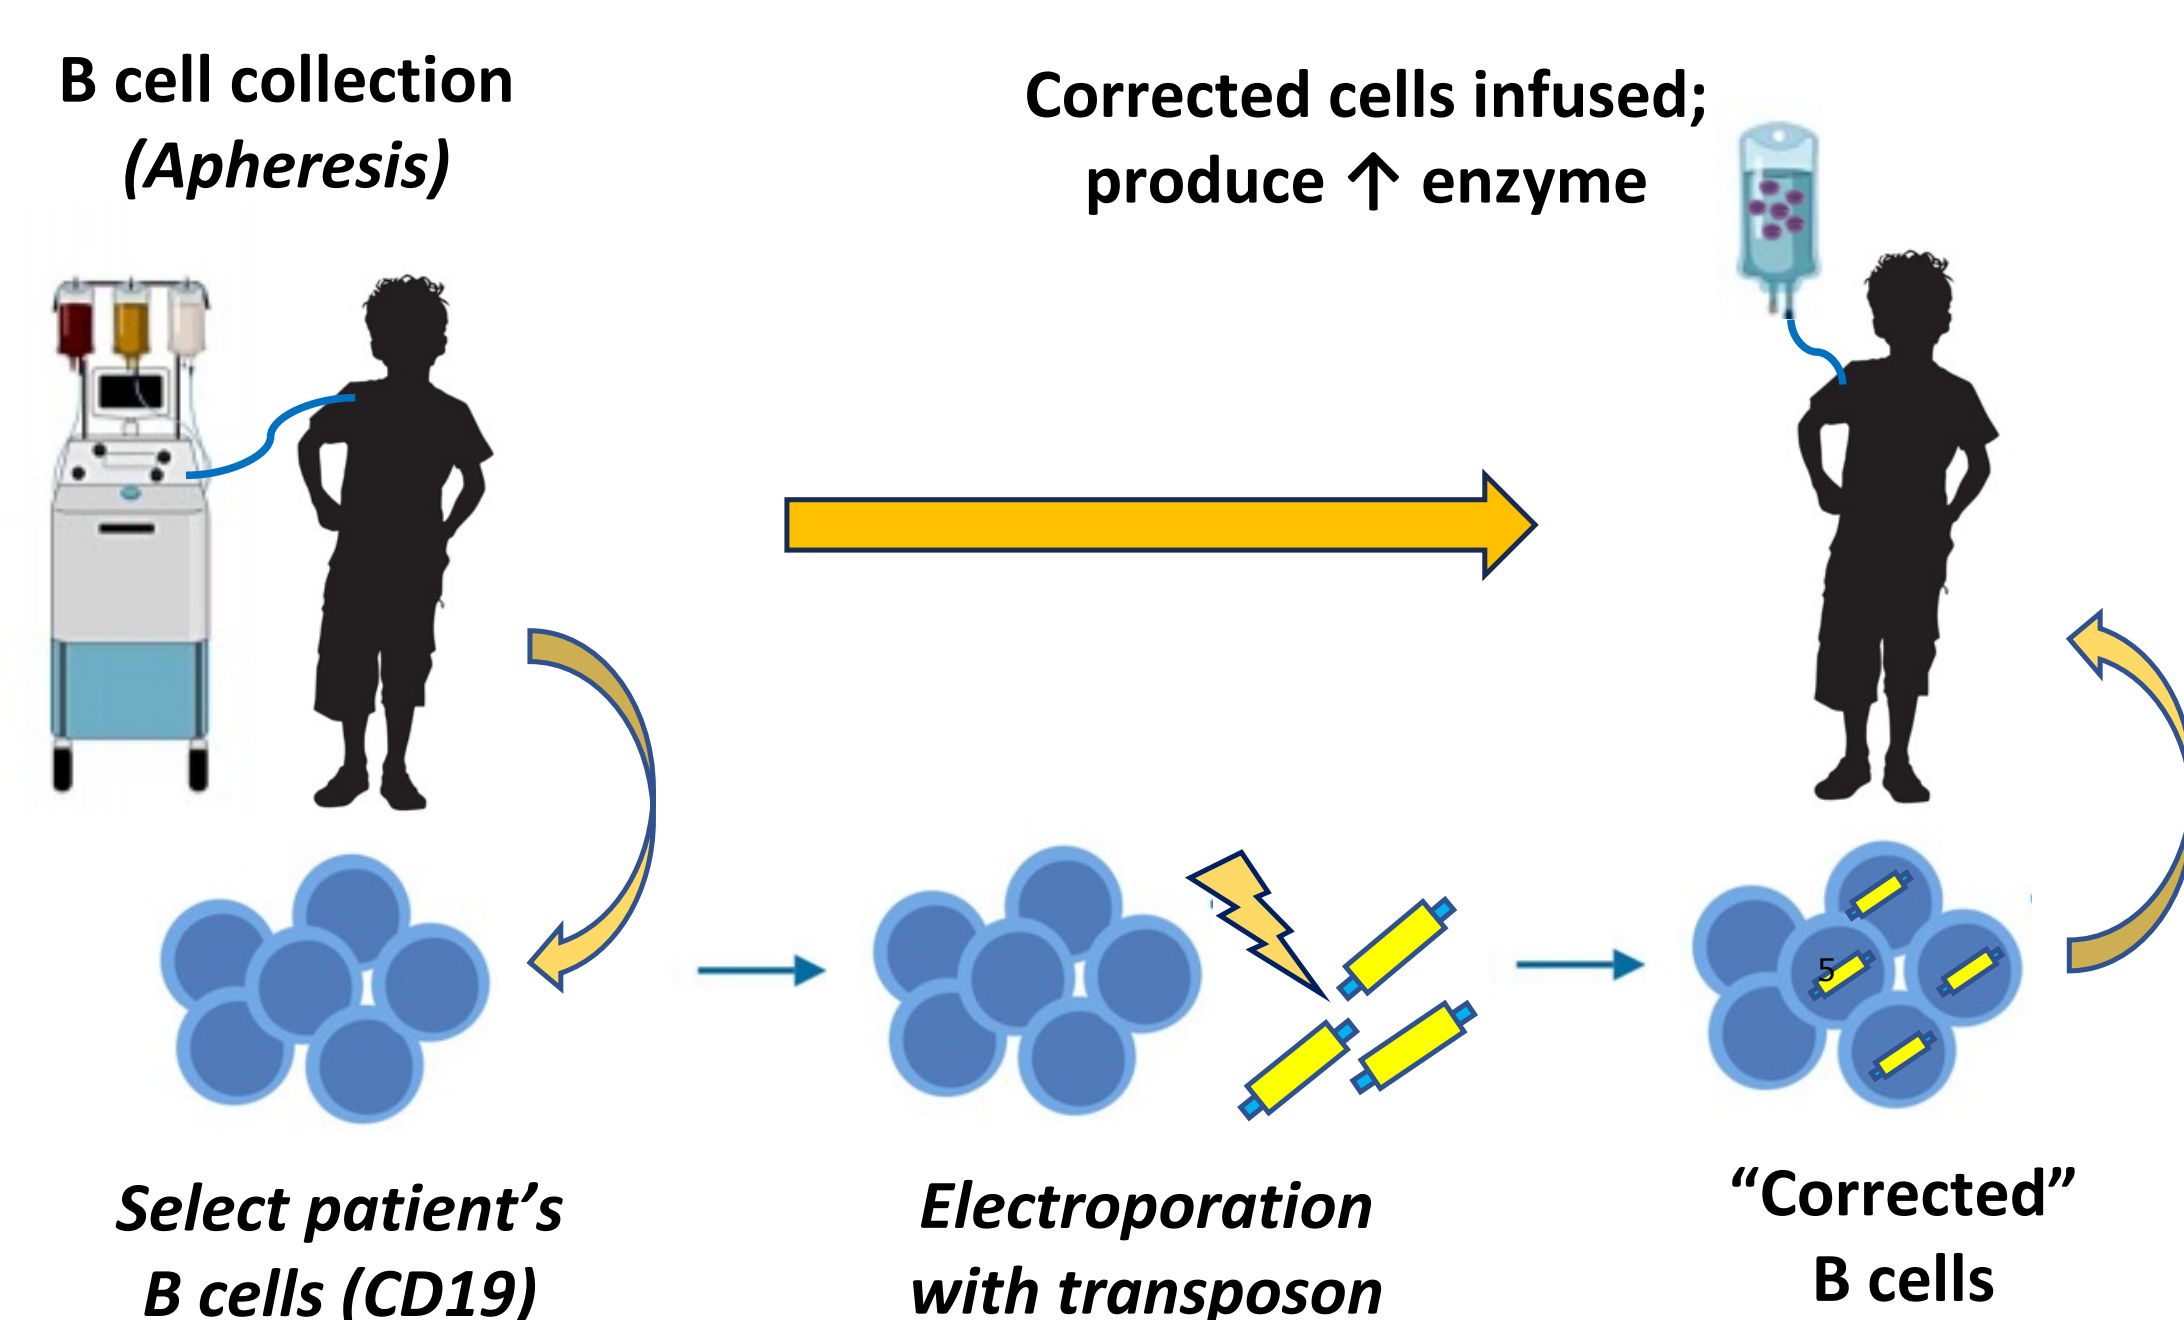 B cell collection
(Apheresis)
Corrected cells infused;
produce ↑ enzyme
5
Select patient’s
B cells (CD19)
Electroporation
with transposon
“Corrected”
B cells